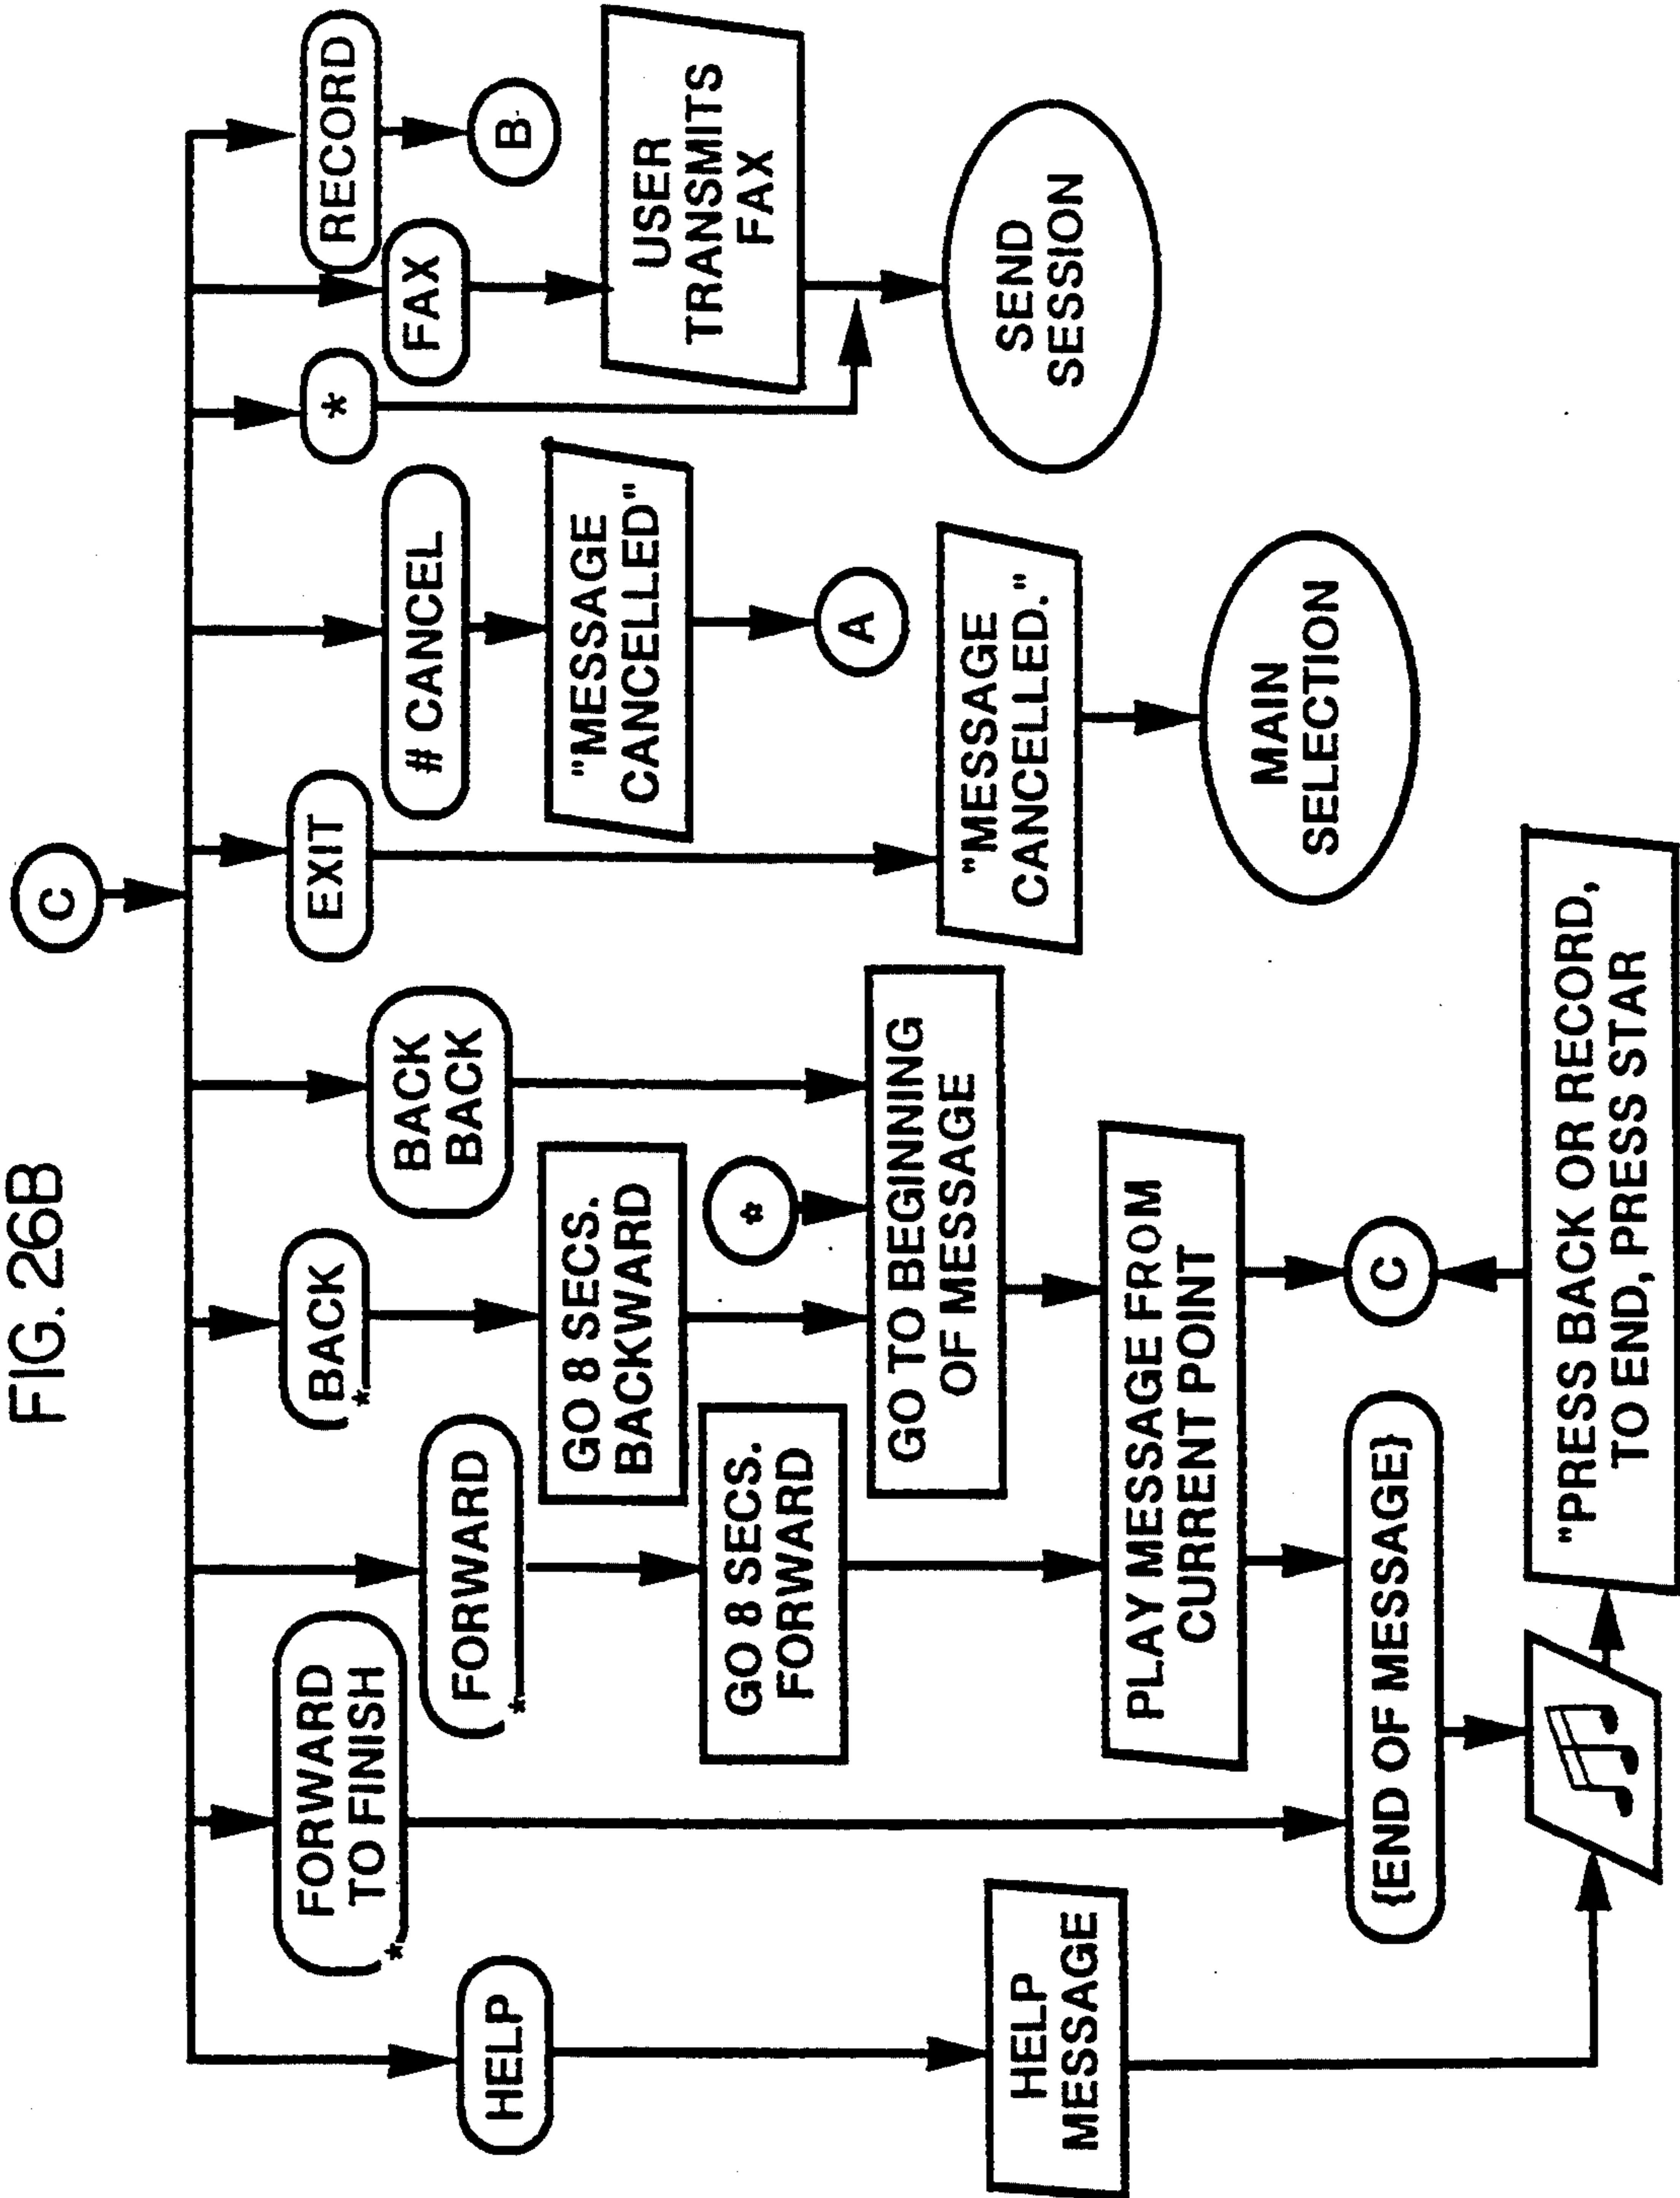 FIG. 26B
C
HELP
FORWARD
TO FINISH
*
FORWARD
*
BACK
*
BACK
BACK
EXIT
# CANCEL
*
FAX
RECORD
B
GO 8 SECS.
BACKWARD
"MESSAGE
CANCELLED"
USER
TRANSMITS
FAX
GO 8 SECS.
FORWARD
*
A
GO TO BEGINNING
OF MESSAGE
"MESSAGE
CANCELLED."
SEND
SESSION
HELP
MESSAGE
PLAY MESSAGE FROM
CURRENT POINT
MAIN
SELECTION
{END OF MESSAGE}
C
"PRESS BACK OR RECORD,
TO END, PRESS STAR